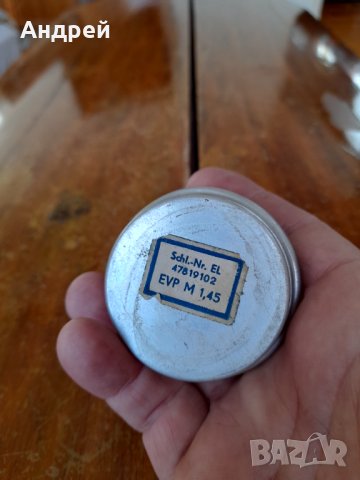 Андрей
Schl.-Nr. EL
47819102
EVP M 1,45
BAZAR